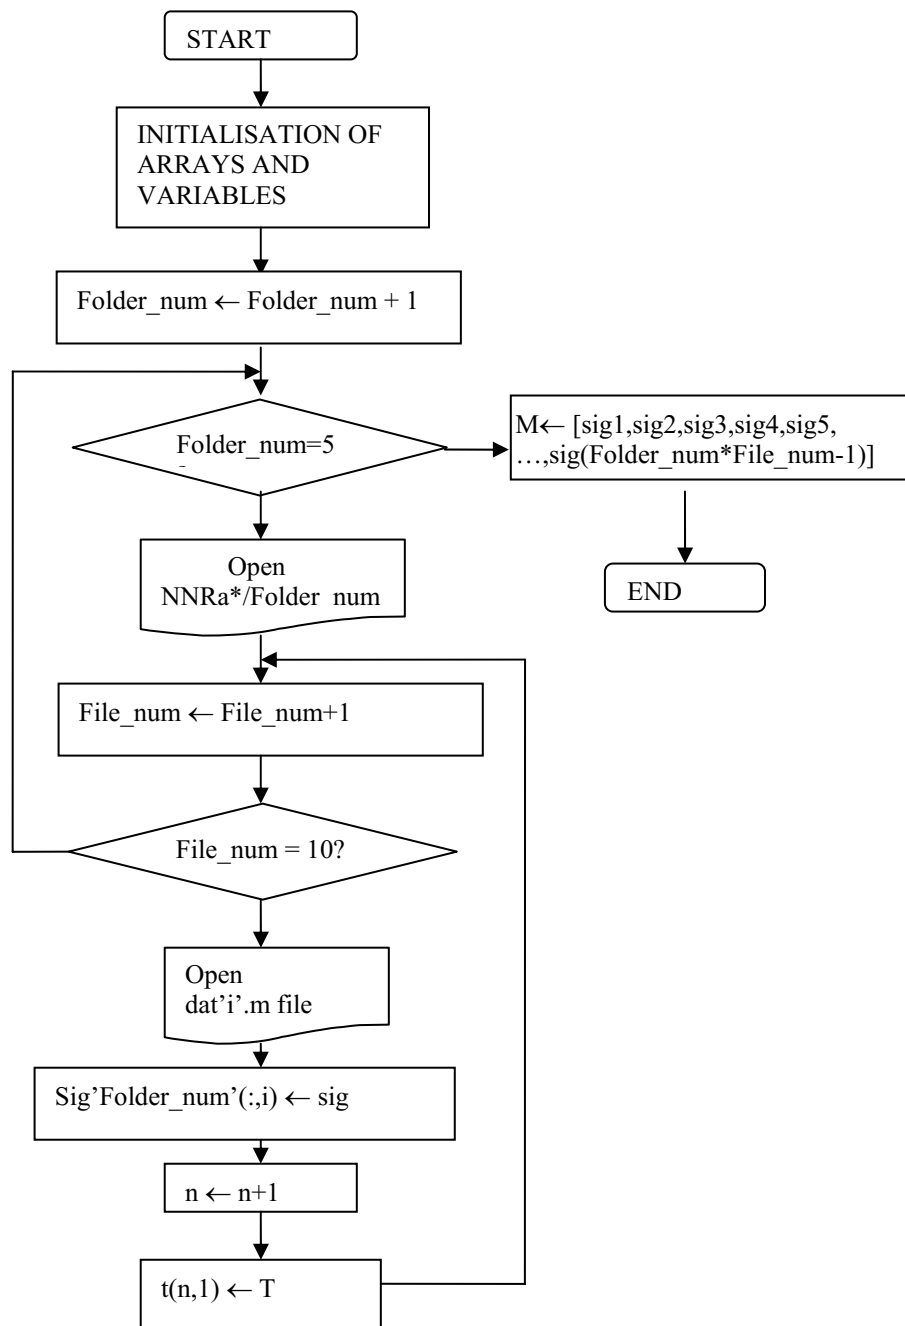 START
INITIALISATION OF
ARRAYS AND
VARIABLES
Folder_num ← Folder_num + 1
Folder_num=5
M← [sig1,sig2,sig3,sig4,sig5,
…,sig(Folder_num*File_num-1)]
END
Open
NNRa*/Folder_num
File_num ← File_num+1
File_num = 10?
Open
dat’i’.m file
Sig’Folder_num’(:,i) ← sig
n ← n+1
t(n,1) ← T